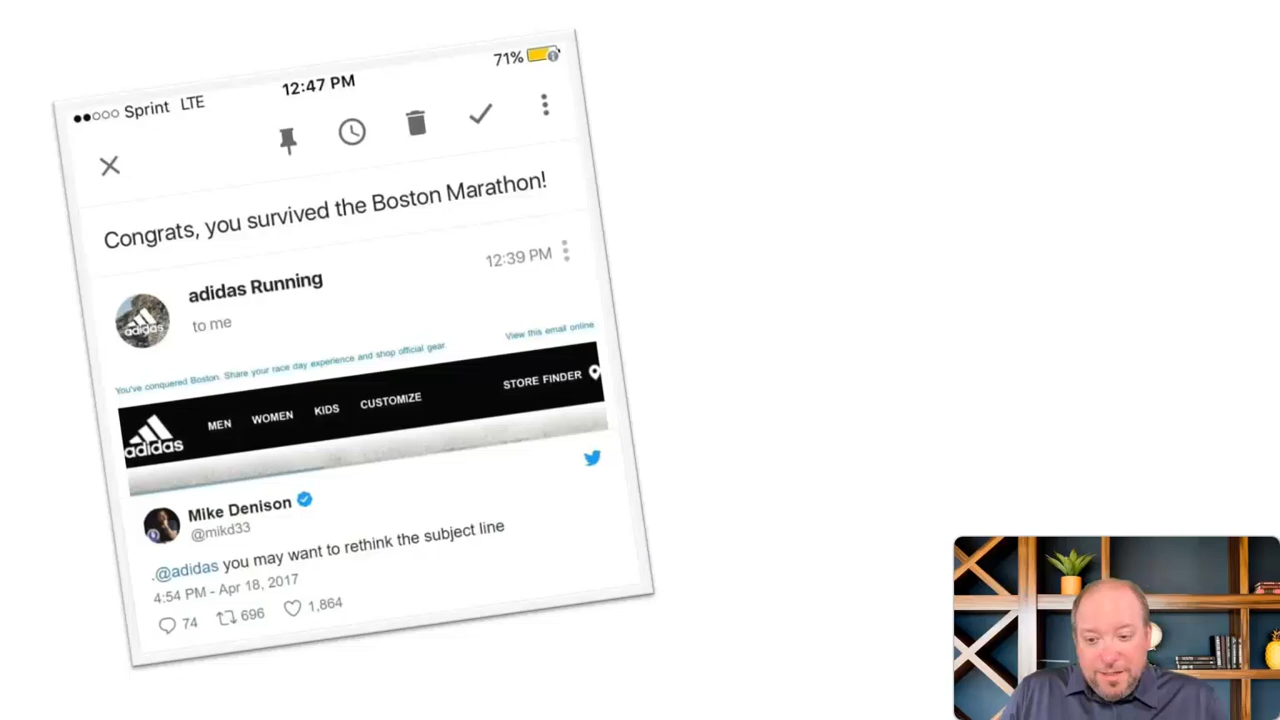 Sprint LTE 12:47 PM 71%
Congrats, you survived the Boston Marathon!
adidas Running 12:39 PM
to me
adidas
You've conquered Boston. Share your race day experience and shop official gear. View this email online
adidas MEN WOMEN KIDS CUSTOMIZE STORE FINDER
Mike Denison
@mikd33
.@adidas you may want to rethink the subject line
4:54 PM - Apr 18, 2017
74 696 1,864